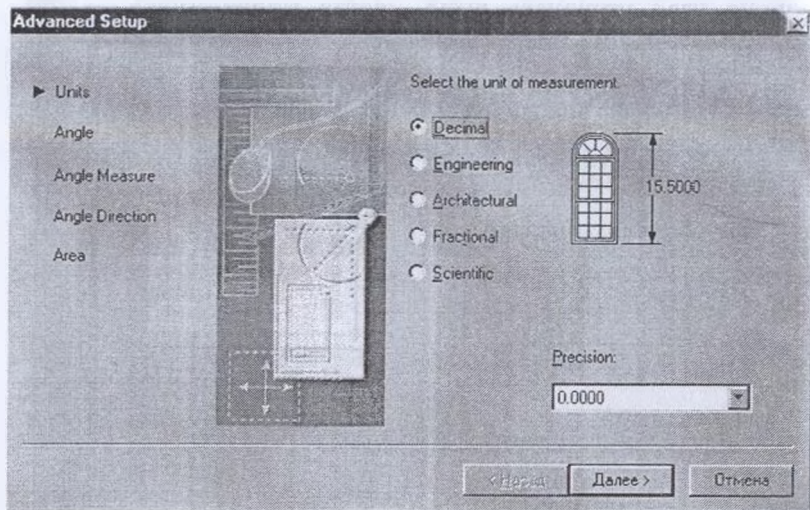 Advanced Setup
Units
Angle
Angle Measure
Angle Direction
Area
Select the unit of measurement.
Decimal
Engineering
Architectural
Fractional
Scientific
15.5000
Precision:
0.0000
< Назад
Далее >
Отмена